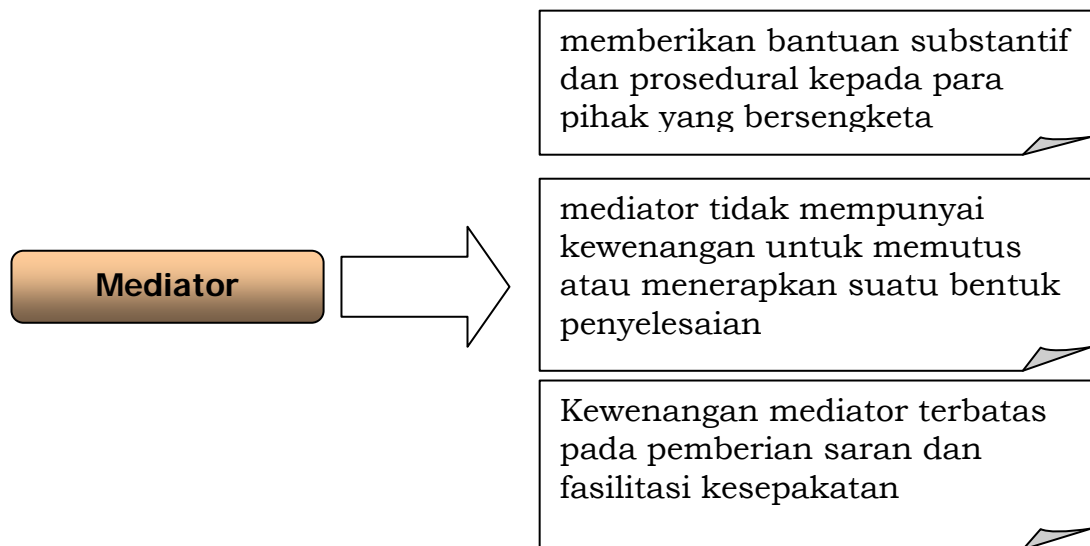 memberikan bantuan substantif
dan prosedural kepada para
pihak yang bersengketa
Mediator
mediator tidak mempunyai
kewenangan untuk memutus
atau menerapkan suatu bentuk
penyelesaian
Kewenangan mediator terbatas
pada pemberian saran dan
fasilitasi kesepakatan